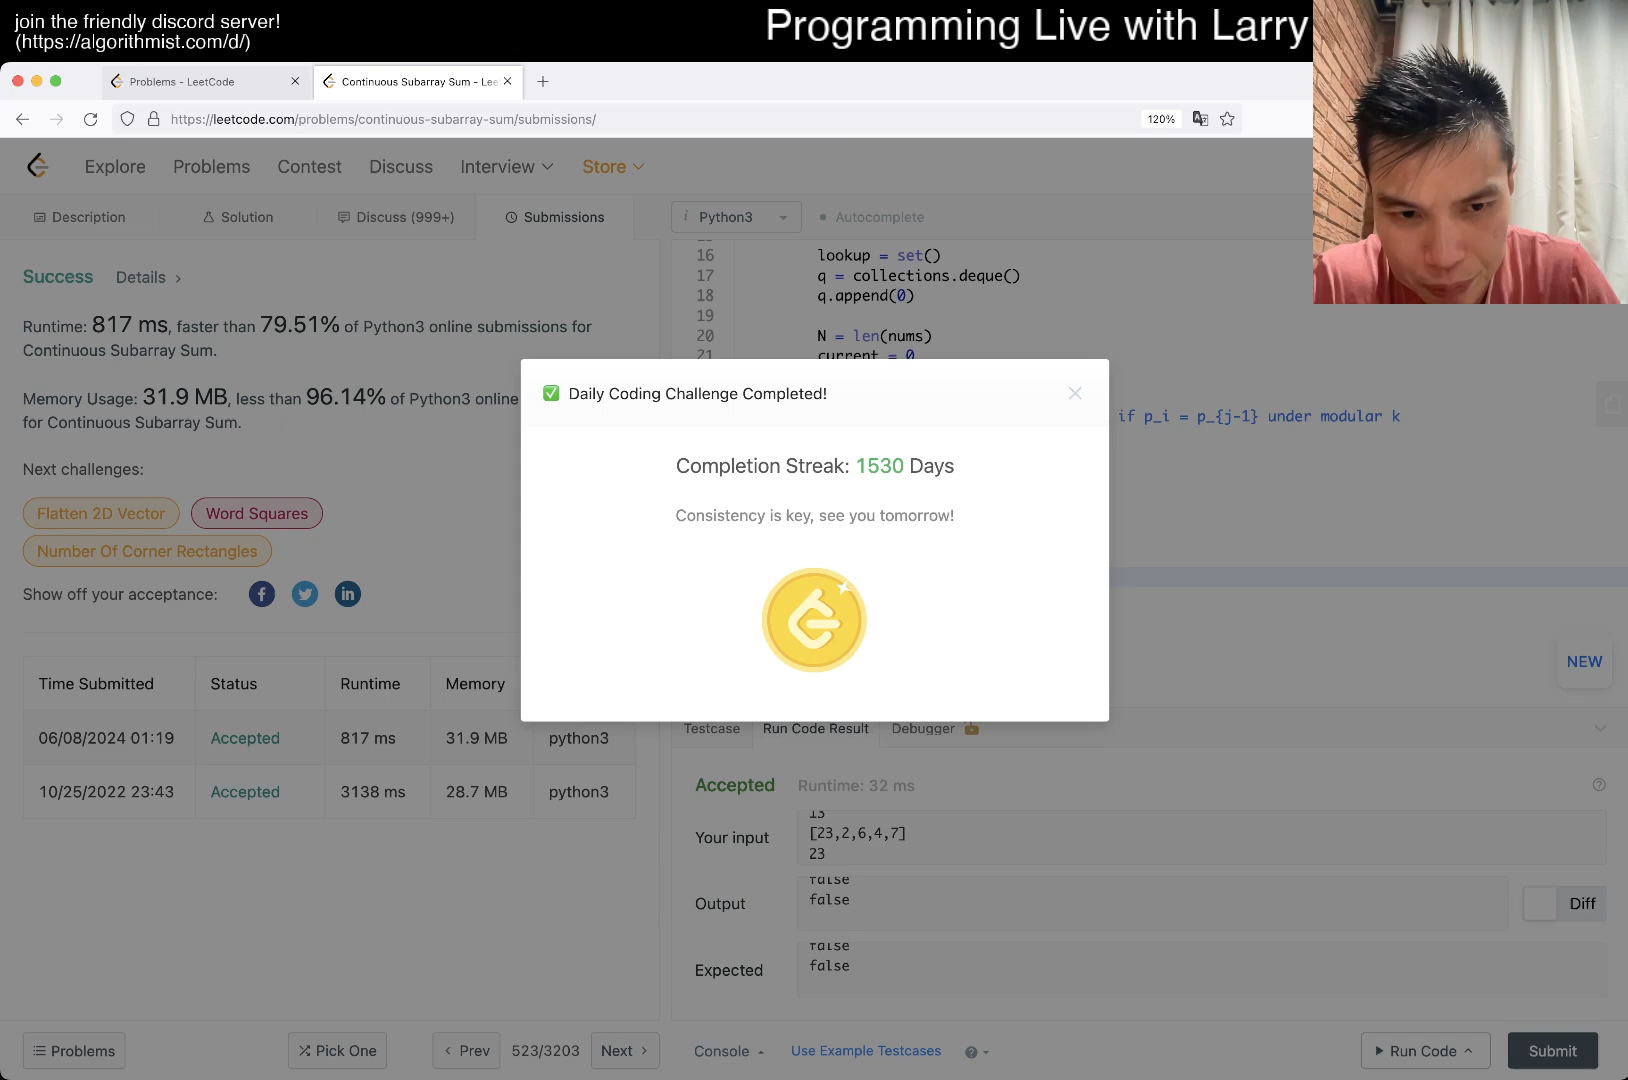 join the friendly discord server!
(https://algorithmist.com/d/)
Programming Live with Larry
Problems - LeetCode
Continuous Subarray Sum - Lee
https://leetcode.com/problems/continuous-subarray-sum/submissions/
120%
Explore
Problems
Contest
Discuss
Interview
Store
Description
Solution
Discuss (999+)
Submissions
i Python3
Autocomplete
Success
Details >
Runtime: 817 ms, faster than 79.51% of Python3 online submissions for
Continuous Subarray Sum.
Memory Usage: 31.9 MB, less than 96.14% of Python3 online
for Continuous Subarray Sum.
Next challenges:
Flatten 2D Vector
Word Squares
Number Of Corner Rectangles
Show off your acceptance:
Time Submitted Status Runtime Memory
06/08/2024 01:19 Accepted 817 ms 31.9 MB python3
10/25/2022 23:43 Accepted 3138 ms 28.7 MB python3
16 lookup = set()
17 q = collections.deque()
18 q.append(0)
19
20 N = len(nums)
21 current = 0
if p_i = p_{j-1} under modular k
Daily Coding Challenge Completed!
Completion Streak: 1530 Days
Consistency is key, see you tomorrow!
NEW
Testcase
Run Code Result
Debugger
Accepted
Runtime: 32 ms
Your input
13
[23,2,6,4,7]
23
Output
false
false
Diff
Expected
false
false
Problems
Pick One
< Prev
523/3203
Next >
Console
Use Example Testcases
Run Code
Submit